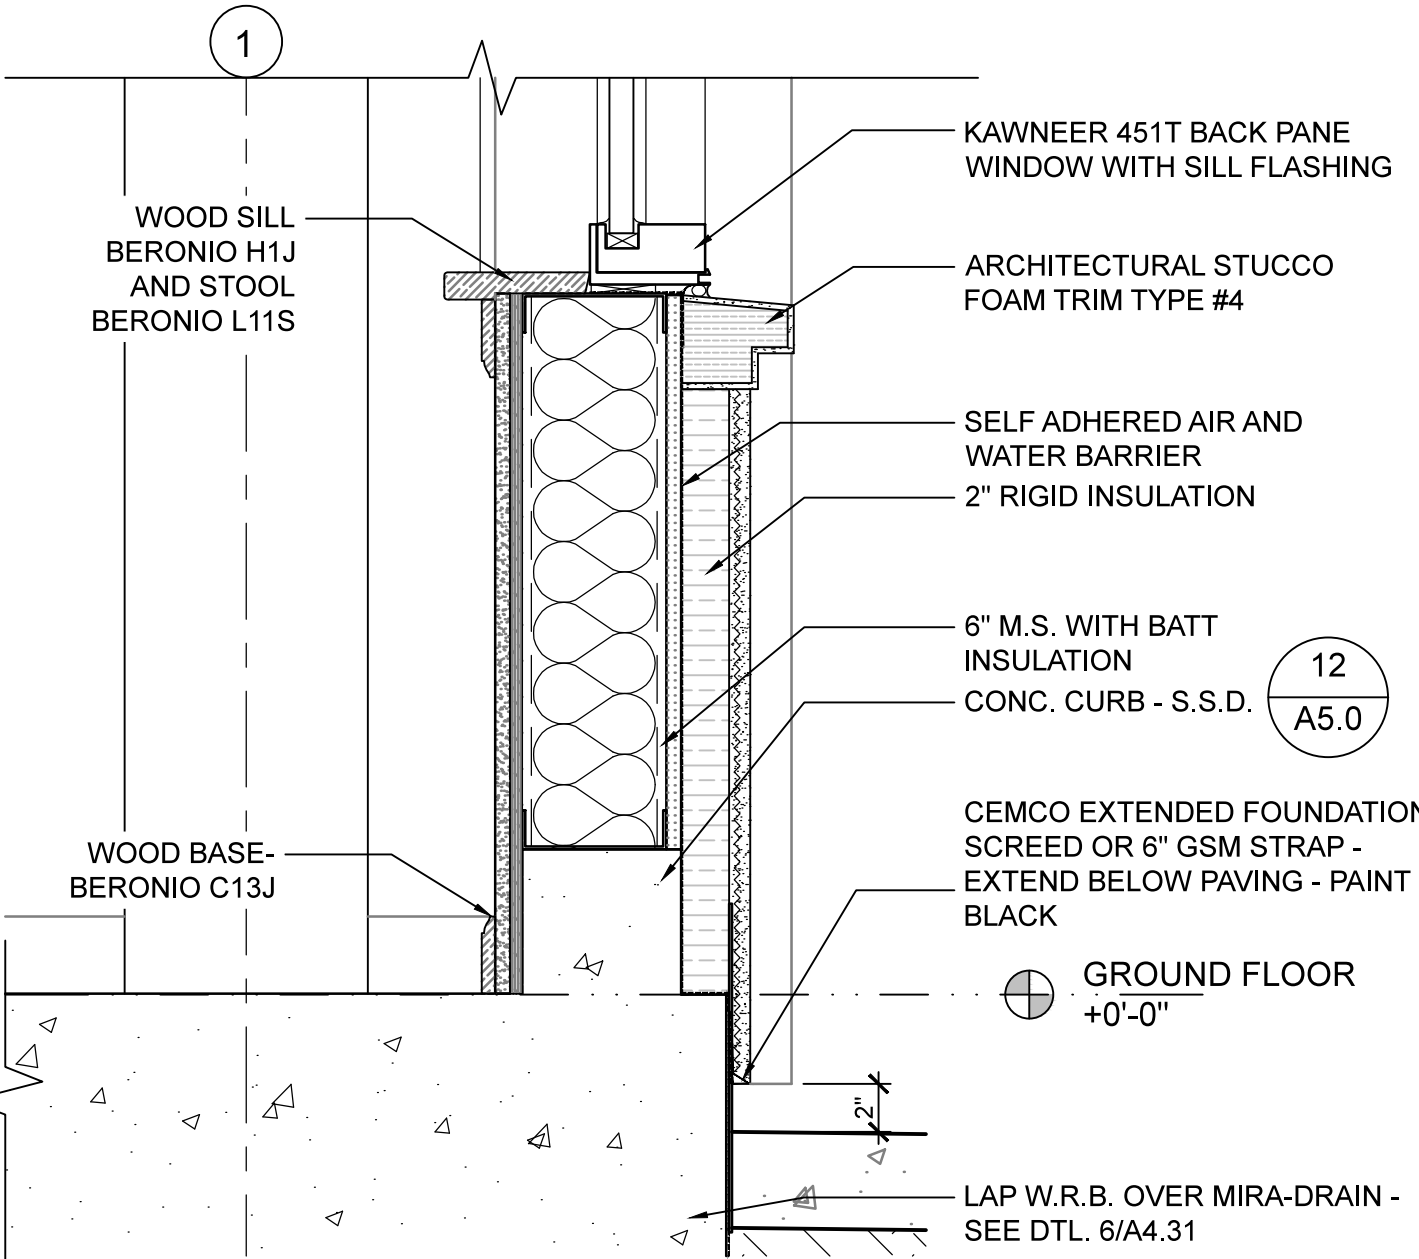 1
KAWNEER 451T BACK PANE
WINDOW WITH SILL FLASHING
WOOD SILL
BERONIO H1J
AND STOOL
BERONIO L11S
ARCHITECTURAL STUCCO
FOAM TRIM TYPE #4
SELF ADHERED AIR AND
WATER BARRIER
2" RIGID INSULATION
6" M.S. WITH BATT
INSULATION
CONC. CURB - S.S.D.
12
A5.0
CEMCO EXTENDED FOUNDATION
SCREED OR 6" GSM STRAP -
EXTEND BELOW PAVING - PAINT
BLACK
WOOD BASE-
BERONIO C13J
GROUND FLOOR
+0'-0"
2"
LAP W.R.B. OVER MIRA-DRAIN -
SEE DTL. 6/A4.31